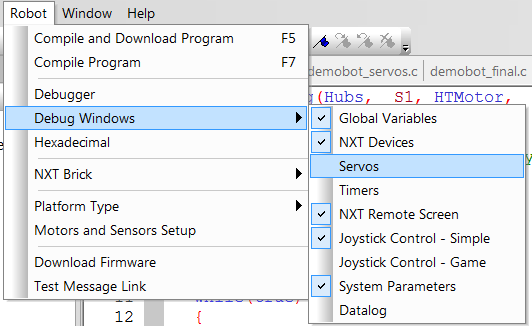 Robot Window Help
Compile and Download Program F5
Compile Program F7
demobot_servos.c demobot_final.c
Debugger
g(Hubs, S1, HTMotor,
Debug Windows
Global Variables
Hexadecimal
NXT Devices
Servos
NXT Brick
Timers
Platform Type
NXT Remote Screen
Motors and Sensors Setup
Joystick Control - Simple
Download Firmware
Joystick Control - Game
Test Message Link
System Parameters
11
Datalog
12 {